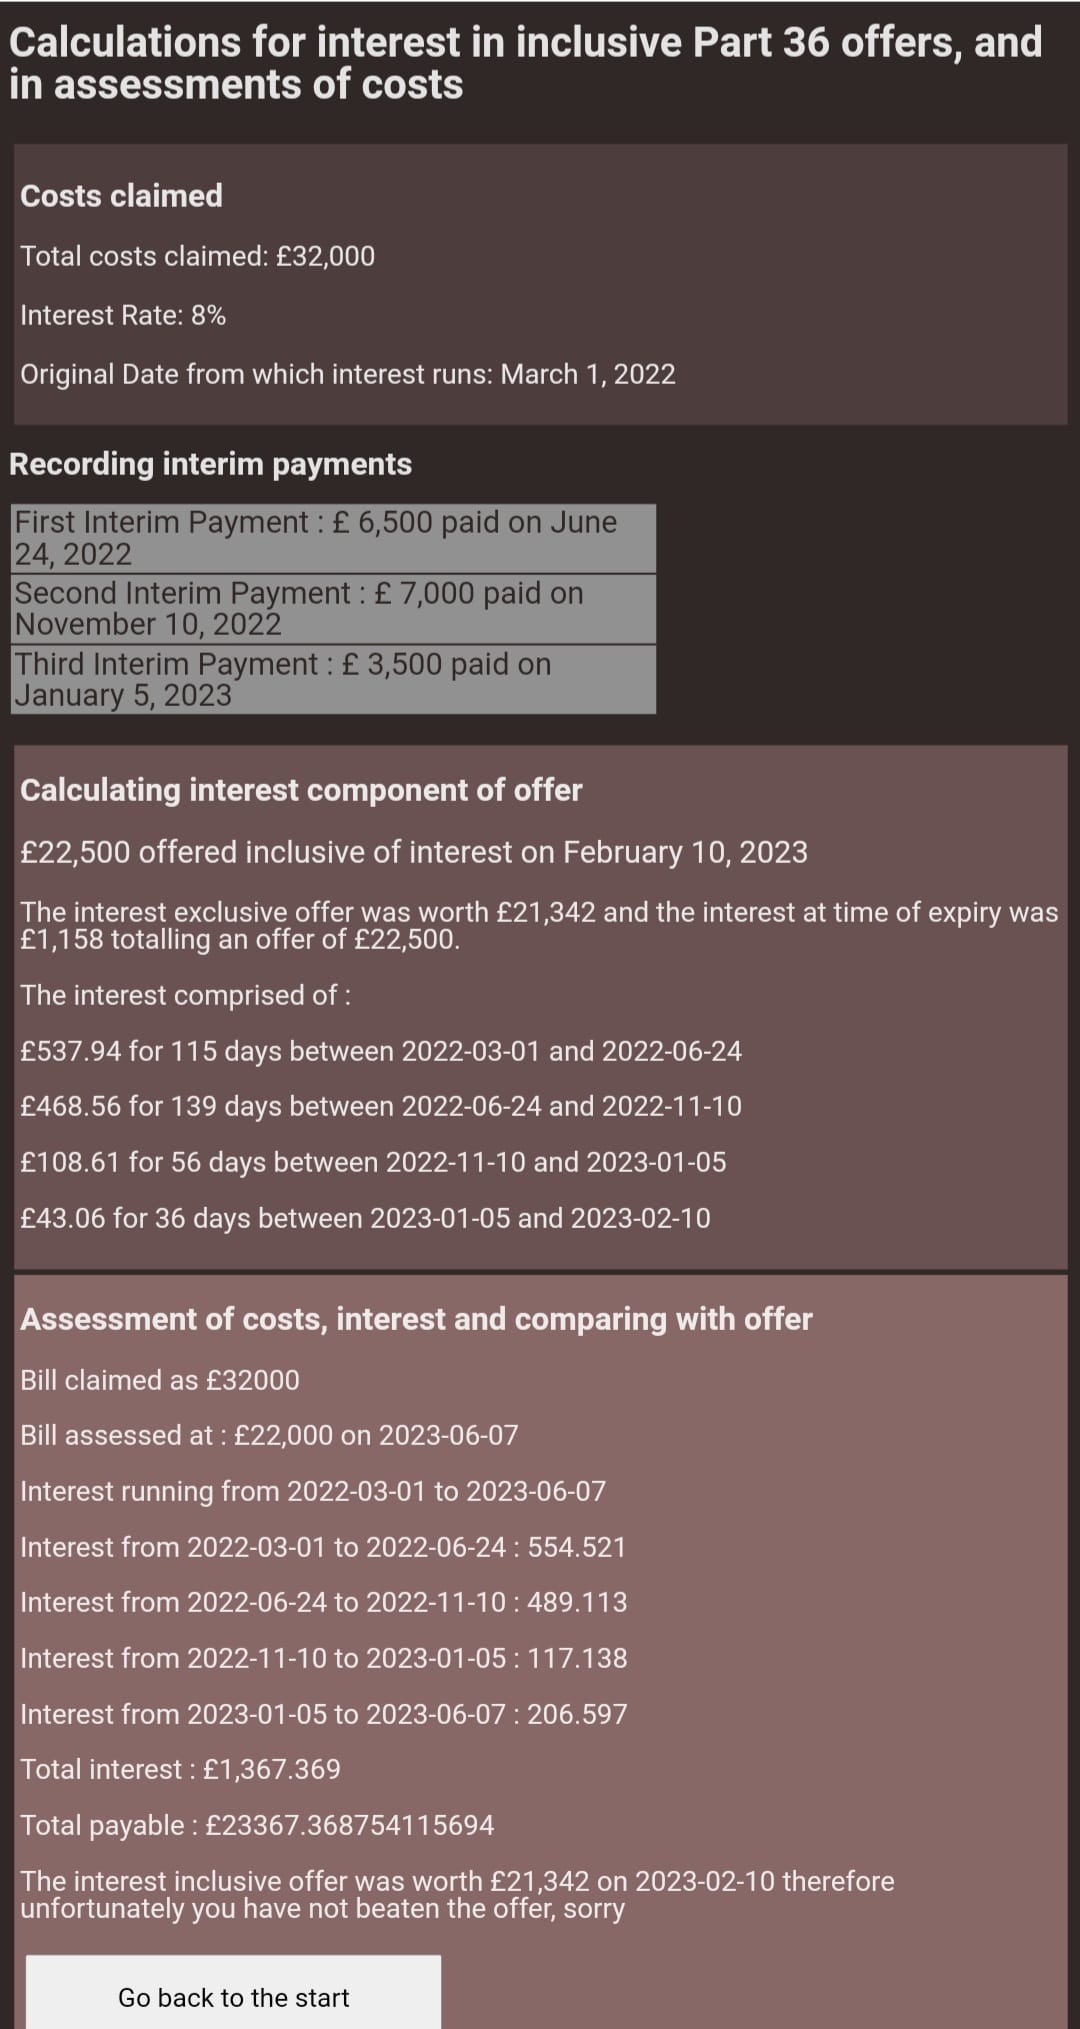 Calculations for interest in inclusive Part 36 offers, and
in assessments of costs
Costs claimed
Total costs claimed: £32,000
Interest Rate: 8%
Original Date from which interest runs: March 1, 2022
Recording interim payments
First Interim Payment : £ 6,500 paid on June
24, 2022
Second Interim Payment : £ 7,000 paid on
November 10, 2022
Third Interim Payment : £ 3,500 paid on
January 5, 2023
Calculating interest component of offer
£22,500 offered inclusive of interest on February 10, 2023
The interest exclusive offer was worth £21,342 and the interest at time of expiry was
£1,158 totalling an offer of £22,500.
The interest comprised of :
£537.94 for 115 days between 2022-03-01 and 2022-06-24
£468.56 for 139 days between 2022-06-24 and 2022-11-10
£108.61 for 56 days between 2022-11-10 and 2023-01-05
£43.06 for 36 days between 2023-01-05 and 2023-02-10
Assessment of costs, interest and comparing with offer
Bill claimed as £32000
Bill assessed at : £22,000 on 2023-06-07
Interest running from 2022-03-01 to 2023-06-07
Interest from 2022-03-01 to 2022-06-24 : 554.521
Interest from 2022-06-24 to 2022-11-10 : 489.113
Interest from 2022-11-10 to 2023-01-05 : 117.138
Interest from 2023-01-05 to 2023-06-07 : 206.597
Total interest : £1,367.369
Total payable : £23367.368754115694
The interest inclusive offer was worth £21,342 on 2023-02-10 therefore
unfortunately you have not beaten the offer, sorry
Go back to the start